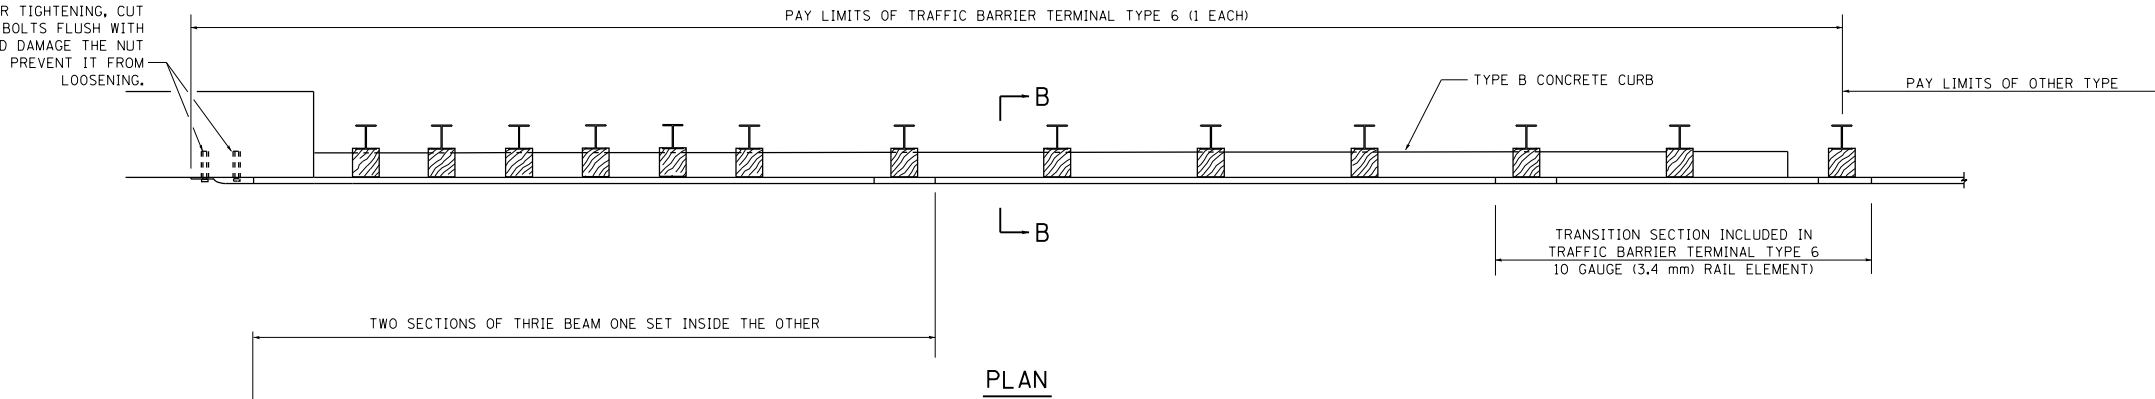 R TIGHTENING, CUT
BOLTS FLUSH WITH
D DAMAGE THE NUT
PREVENT IT FROM
LOOSENING.
PAY LIMITS OF TRAFFIC BARRIER TERMINAL TYPE 6 (1 EACH)
TYPE B CONCRETE CURB
PAY LIMITS OF OTHER TYPE
B
B
TRANSITION SECTION INCLUDED IN
TRAFFIC BARRIER TERMINAL TYPE 6
10 GAUGE (3.4 mm) RAIL ELEMENT)
TWO SECTIONS OF THRIE BEAM ONE SET INSIDE THE OTHER
PLAN